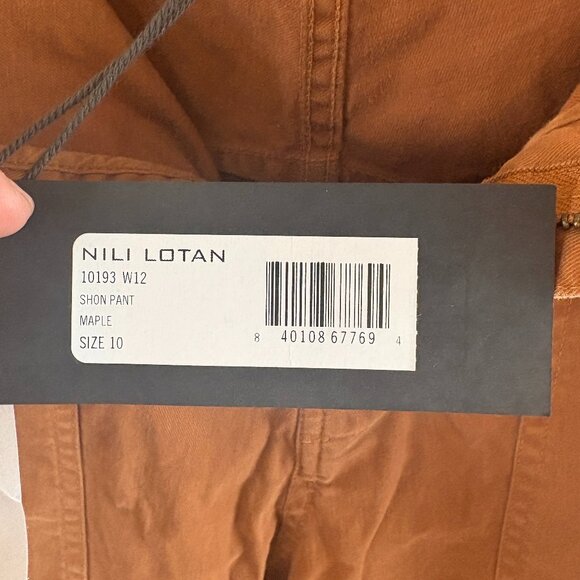 NILI LOTAN
10193 W12
SHON PANT
MAPLE
SIZE 10
8 40108 67769 4